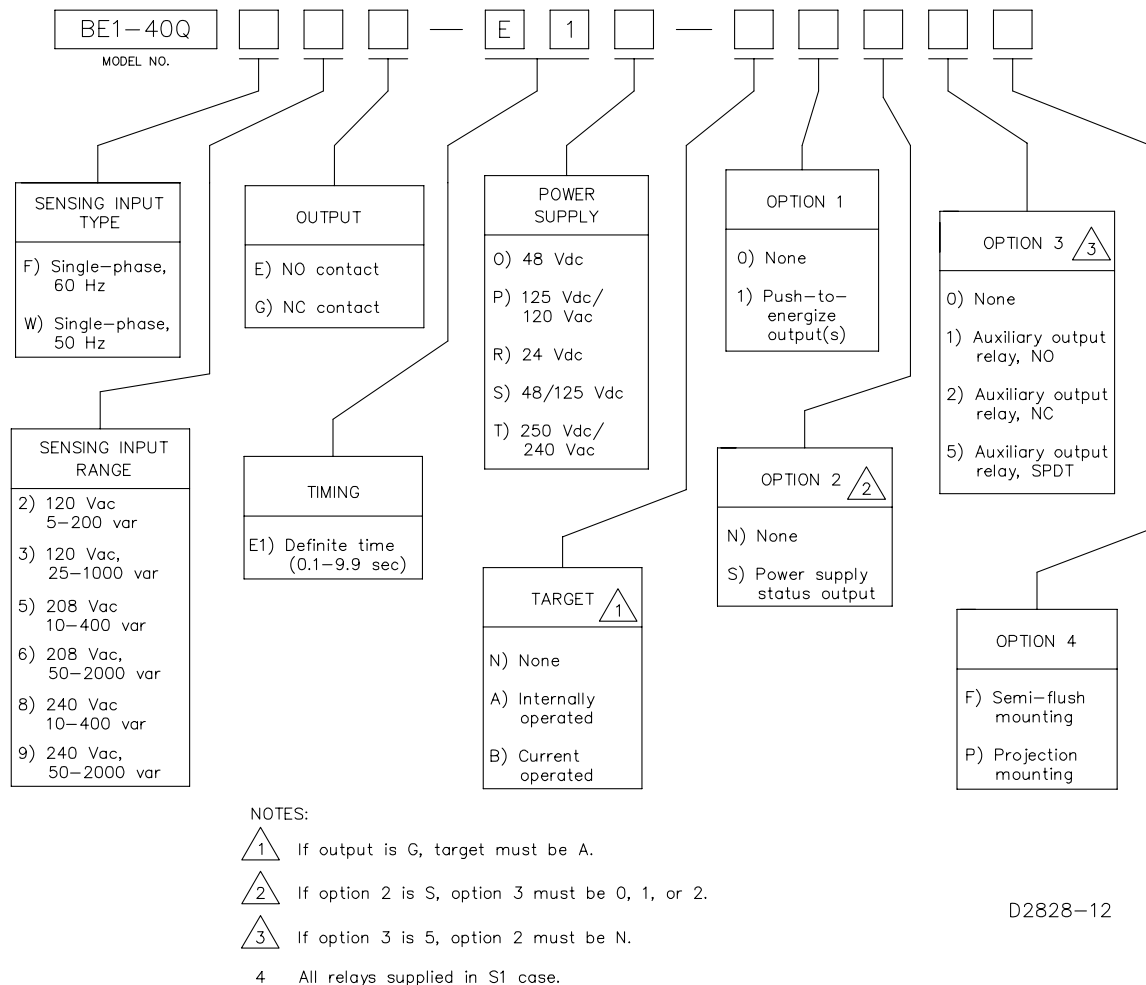 BE1-40Q — E 1 —
MODEL NO.
SENSING INPUT
TYPE
F) Single-phase,
60 Hz
W) Single-phase,
50 Hz
OUTPUT
E) NO contact
G) NC contact
POWER
SUPPLY
O) 48 Vdc
P) 125 Vdc/
120 Vac
R) 24 Vdc
S) 48/125 Vdc
T) 250 Vdc/
240 Vac
OPTION 1
0) None
1) Push-to-
energize
output(s)
OPTION 3 3
0) None
1) Auxiliary output
relay, NO
2) Auxiliary output
relay, NC
5) Auxiliary output
relay, SPDT
SENSING INPUT
RANGE
2) 120 Vac
5-200 var
3) 120 Vac,
25-1000 var
5) 208 Vac
10-400 var
6) 208 Vac,
50-2000 var
8) 240 Vac
10-400 var
9) 240 Vac,
50-2000 var
TIMING
E1) Definite time
(0.1-9.9 sec)
TARGET 1
N) None
A) Internally
operated
B) Current
operated
OPTION 2 2
N) None
S) Power supply
status output
OPTION 4
F) Semi-flush
mounting
P) Projection
mounting
NOTES:
1 If output is G, target must be A.
2 If option 2 is S, option 3 must be 0, 1, or 2.
3 If option 3 is 5, option 2 must be N.
4 All relays supplied in S1 case.
D2828-12